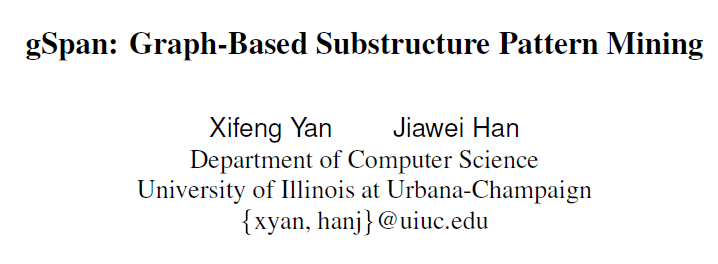 gSpan: Graph-Based Substructure Pattern Mining
Xifeng Yan Jiawei Han
Department of Computer Science
University of Illinois at Urbana-Champaign
{xyan, hanj}@uiuc.edu